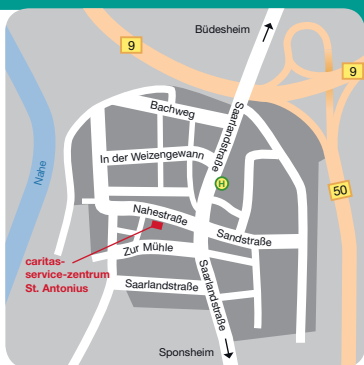 Büdesheim
9
9
Bachweg
Saarlandstraße
In der Weizengewann
H
Nahe
50
Nahestraße
Sandstraße
Zur Mühle
caritas-
service-zentrum
St. Antonius
Saarlandstraße
Saarlandstraße
Sponsheim